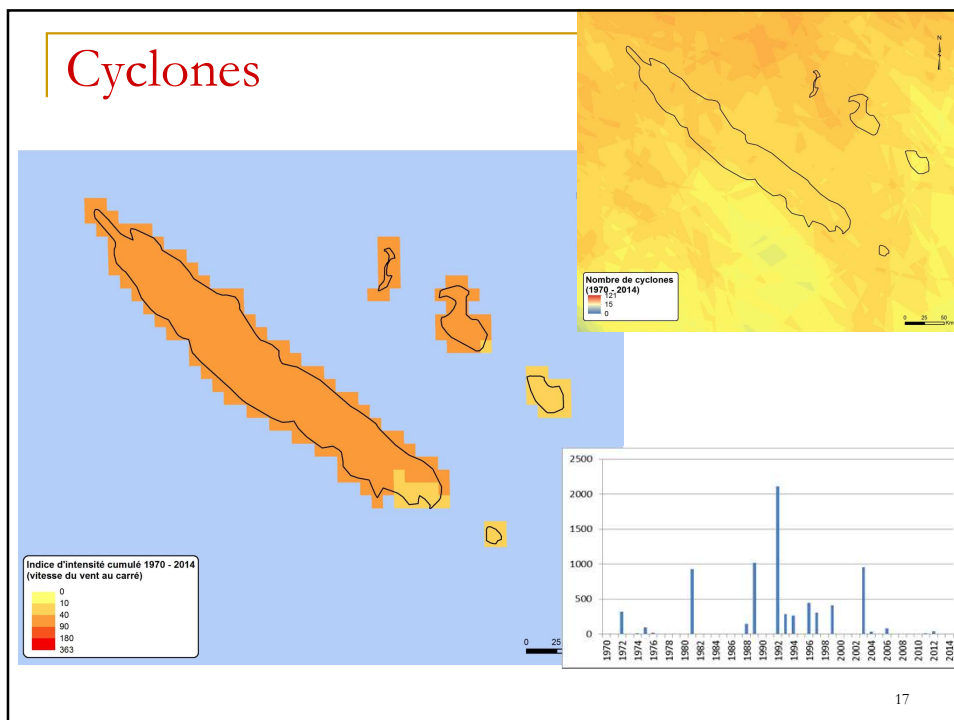 Cyclones
N
Nombre de cyclones
(1970 - 2014)
121
15
0
0 25 50
Km
Indice d'intensité cumulé 1970 - 2014
(vitesse du vent au carré)
0
10
40
90
180
363
0 25
2500
2000
1500
1000
500
0
1970 1972 1974 1976 1978 1980 1982 1984 1986 1988 1990 1992 1994 1996 1998 2000 2002 2004 2006 2008 2010 2012 2014
17